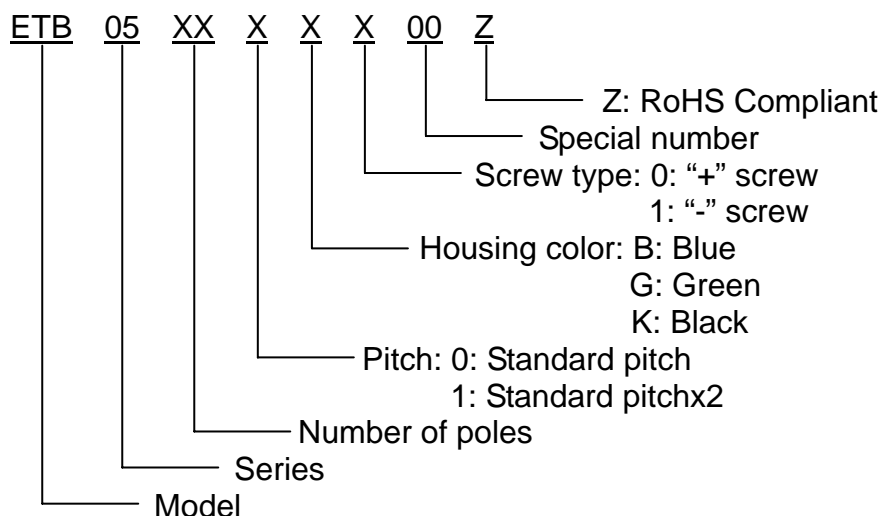 ETB 05 XX X X X 00 Z
Z: RoHS Compliant
Special number
Screw type: 0: “+” screw
1: “-” screw
Housing color: B: Blue
G: Green
K: Black
Pitch: 0: Standard pitch
1: Standard pitchx2
Number of poles
Series
Model